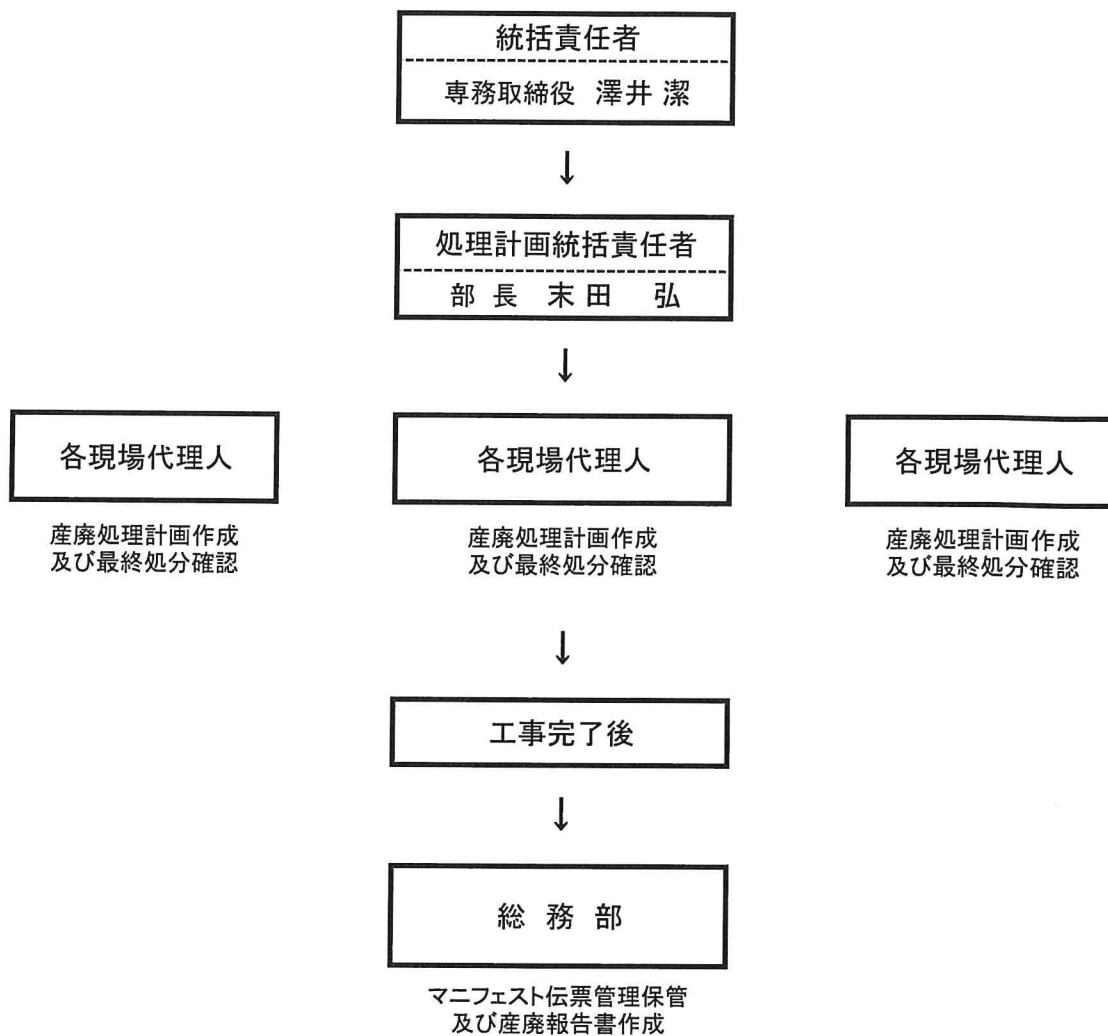 統括責任者
専務取締役 澤井 潔
↓
処理計画統括責任者
部 長 末 田 弘
↓
各現場代理人 各現場代理人 各現場代理人
産廃処理計画作成 産廃処理計画作成 産廃処理計画作成
及び最終処分確認 及び最終処分確認 及び最終処分確認
↓
工事完了後
↓
総 務 部
マニフェスト伝票管理保管
及び産廃報告書作成